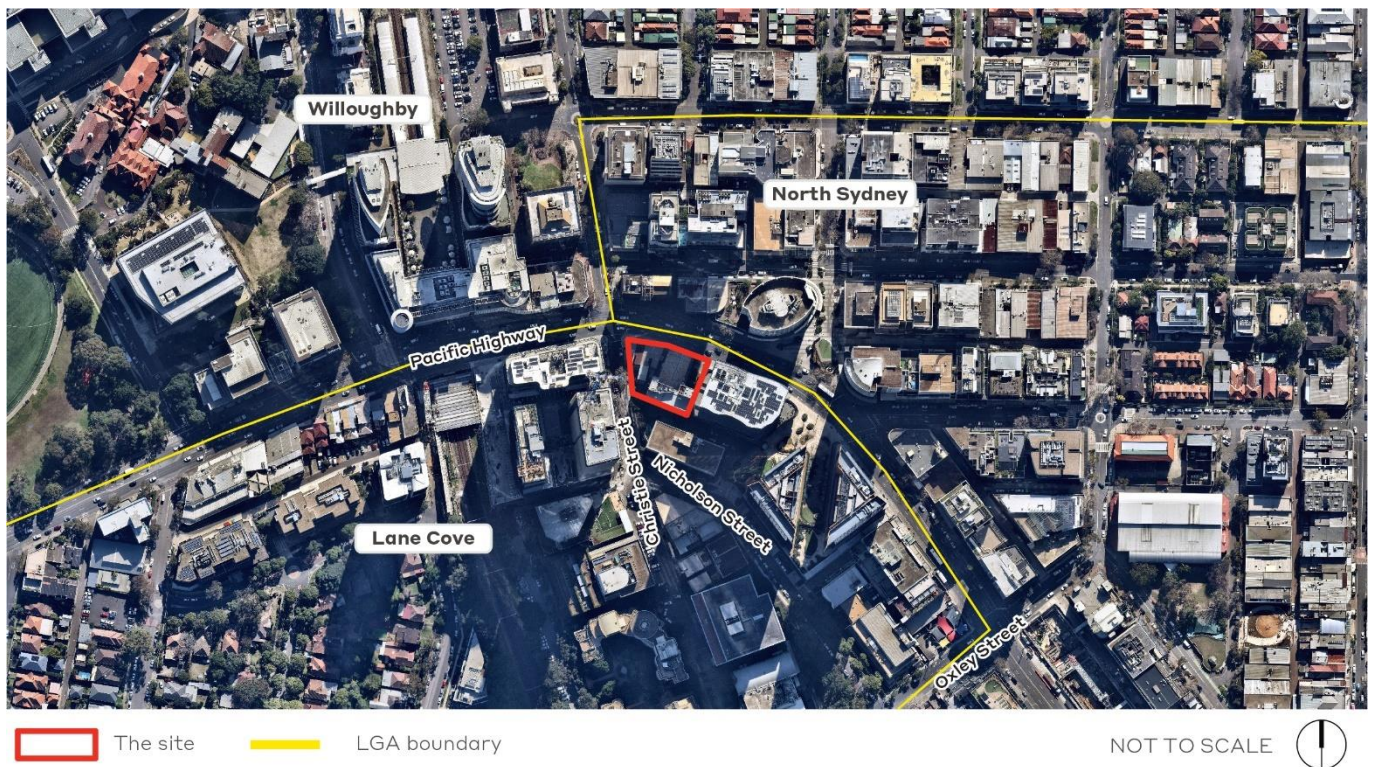 Willoughby
North Sydney
Pacific Highway
Christie Street
Nicholson Street
Lane Cove
Oxley Street
The site
LGA boundary
NOT TO SCALE